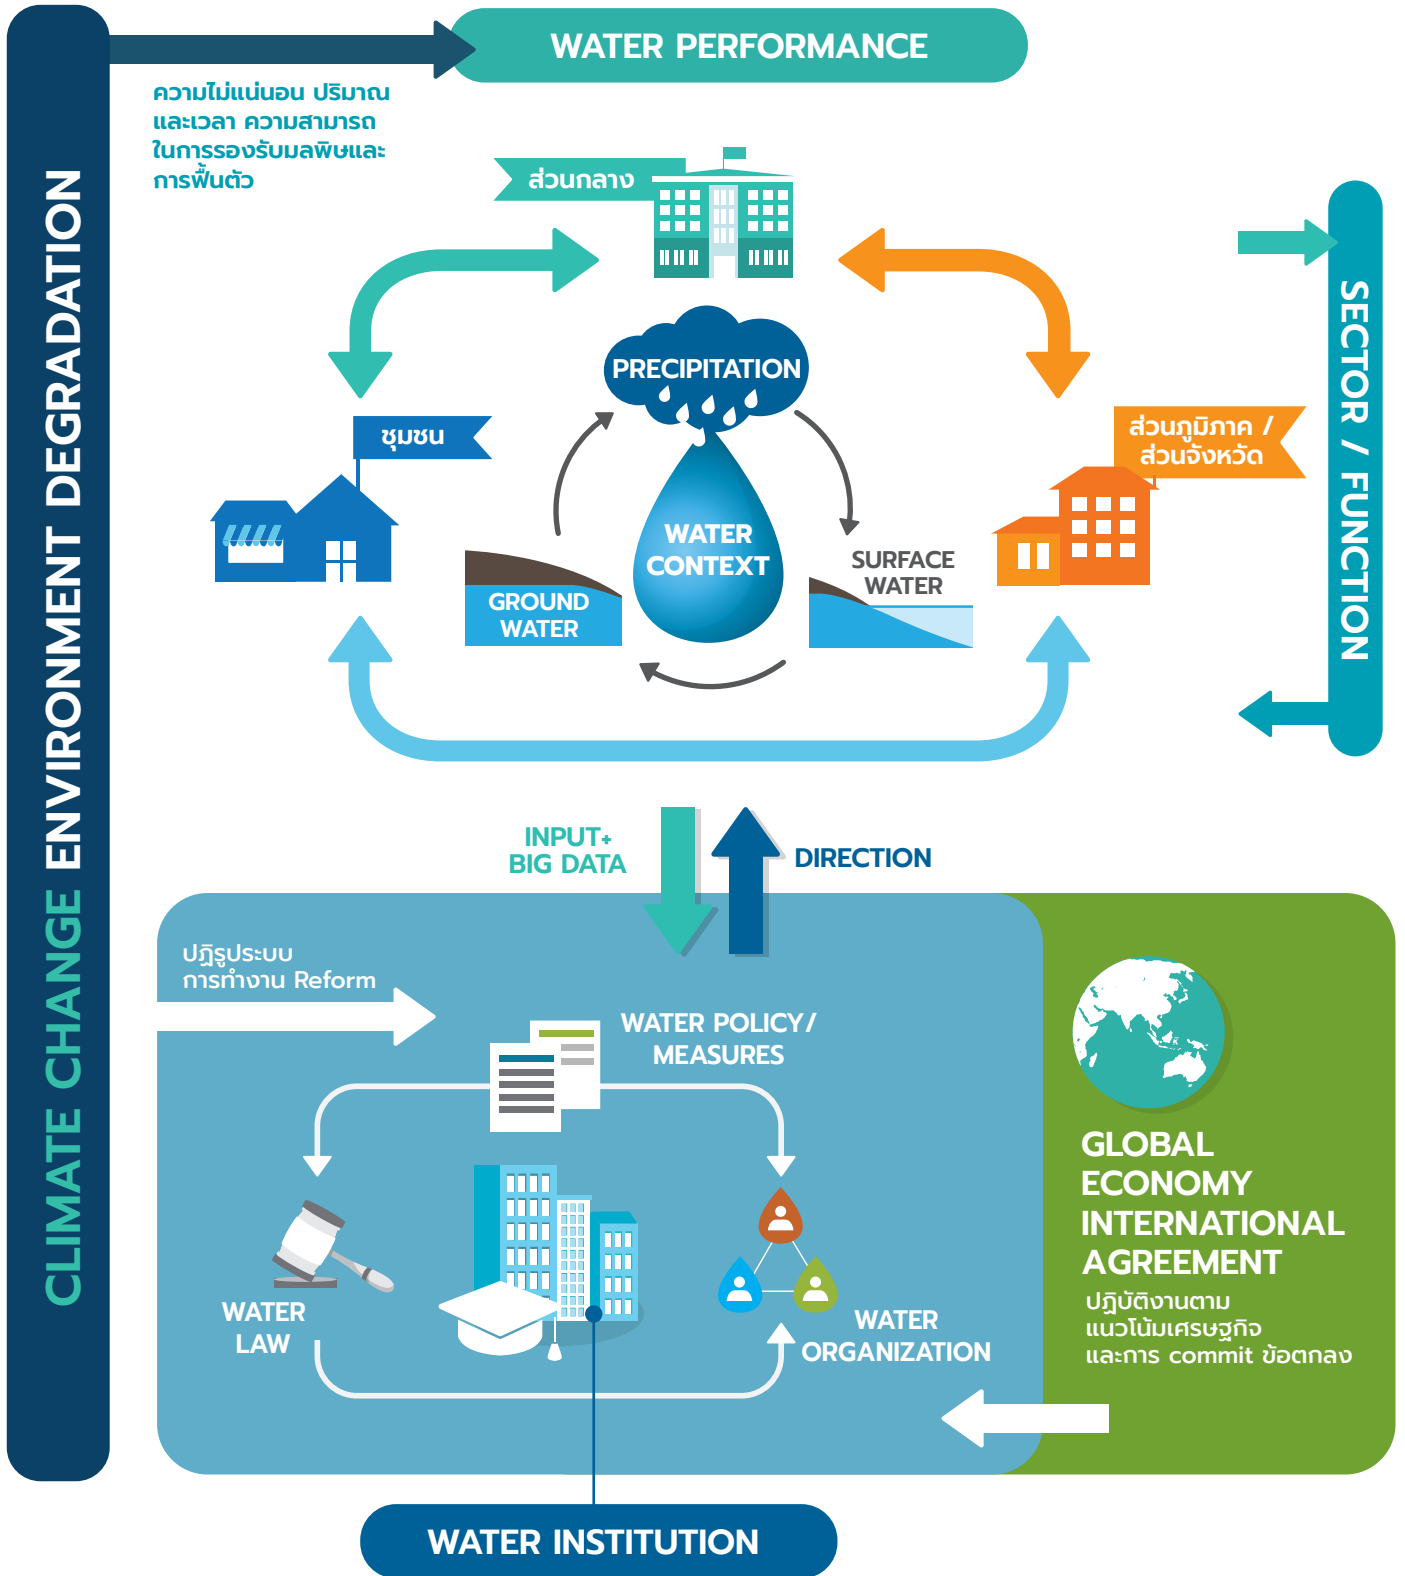 CLIMATE CHANGE ENVIRONMENT DEGRADATION
WATER PERFORMANCE
ความไม่แน่นอน ปริมาณ
และเวลา ความสามารถ
ในการรองรับมลพิษและ
การฟื้นตัว
ส่วนกลาง
PRECIPITATION
ชุมชน
ส่วนภูมิภาค /
ส่วนจังหวัด
SECTOR / FUNCTION
WATER
CONTEXT
SURFACE
WATER
GROUND
WATER
INPUT+
BIG DATA
DIRECTION
ปฏิรูประบบ
การทำงาน Reform
WATER POLICY/
MEASURES
WATER
LAW
WATER
ORGANIZATION
GLOBAL
ECONOMY
INTERNATIONAL
AGREEMENT
ปฏิบัติงานตาม
แนวโน้มเศรษฐกิจ
และการ commit ข้อตกลง
WATER INSTITUTION